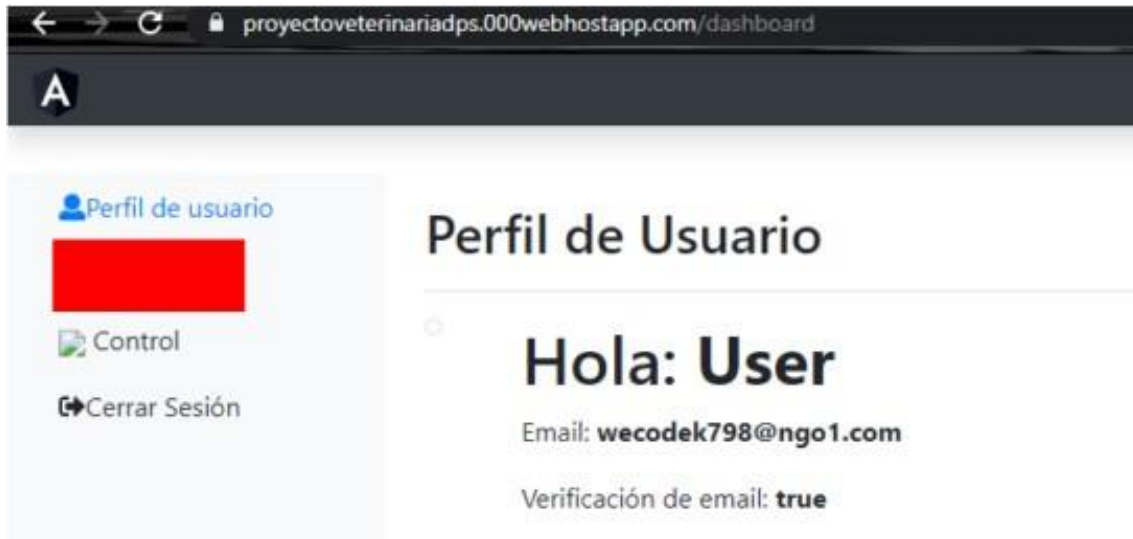 proyectoveterinariadps.000webhostapp.com/dashboard
A
Perfil de usuario
Control
Cerrar Sesión
Perfil de Usuario
Hola: User
Email: wecodek798@ngo1.com
Verificación de email: true